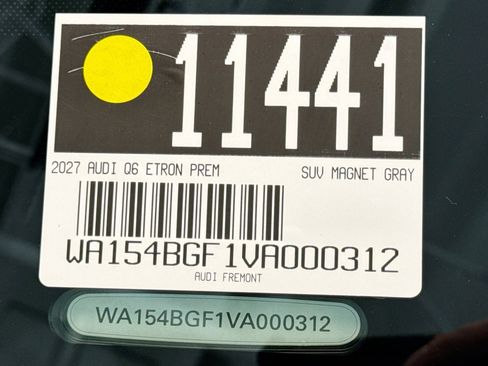 11441
2027 AUDI Q6 ETRON PREM SUV MAGNET GRAY
WA154BGF1VA000312
AUDI FREMONT
WA154BGF1VA000312